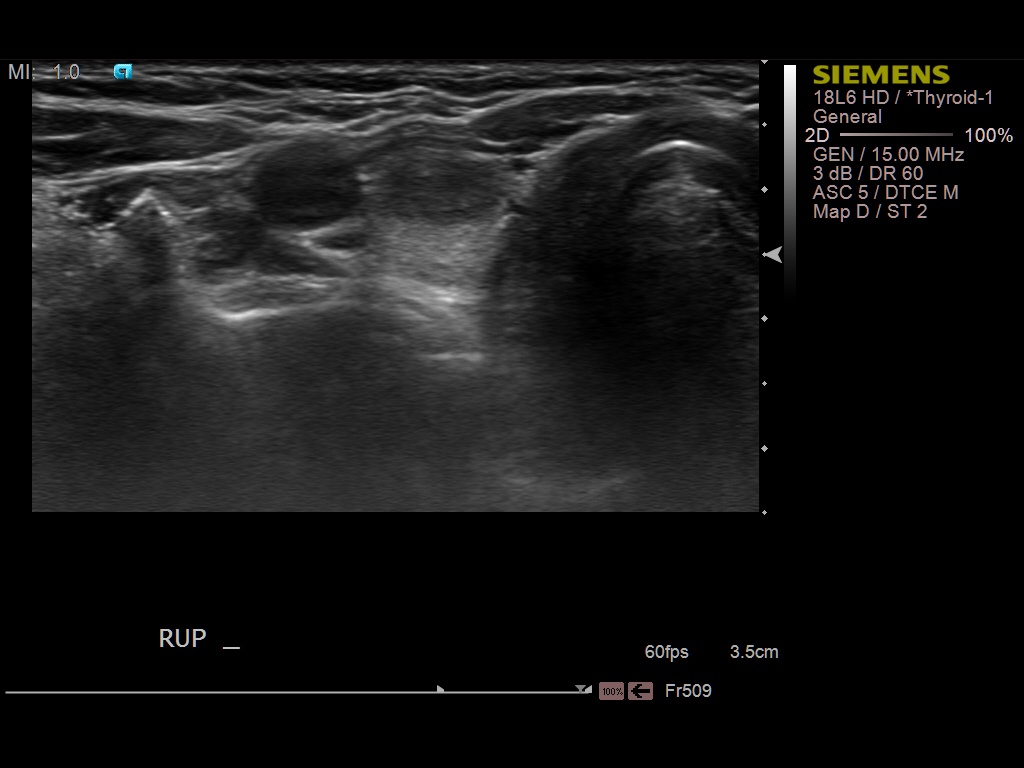 MI: 1.0
SIEMENS
18L6 HD / *Thyroid-1
General
2D 100%
GEN / 15.00 MHz
3 dB / DR 60
ASC 5 / DTCE M
Map D / ST 2
RUP _
60fps 3.5cm
100% Fr509